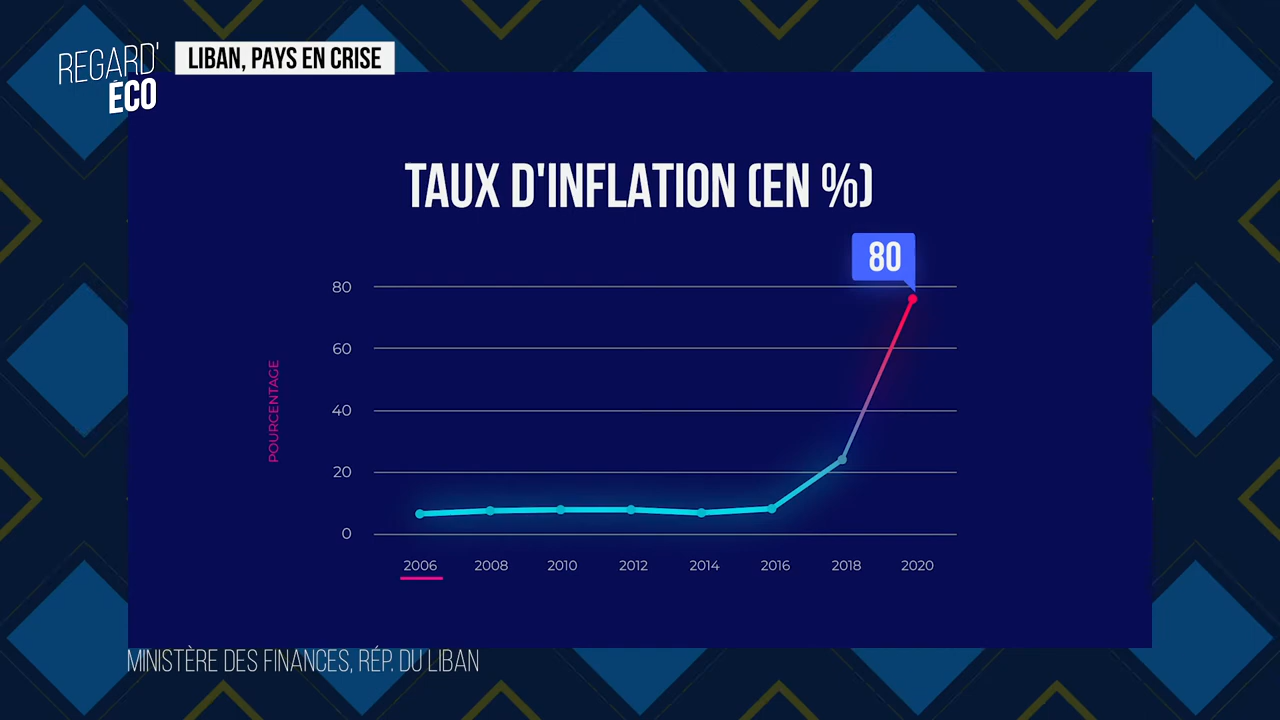 REGARD'
ÉCO
LIBAN, PAYS EN CRISE
TAUX D'INFLATION (EN %)
80
80
60
40
20
0
POURCENTAGE
2006 2008 2010 2012 2014 2016 2018 2020
MINISTÈRE DES FINANCES, RÉP. DU LIBAN